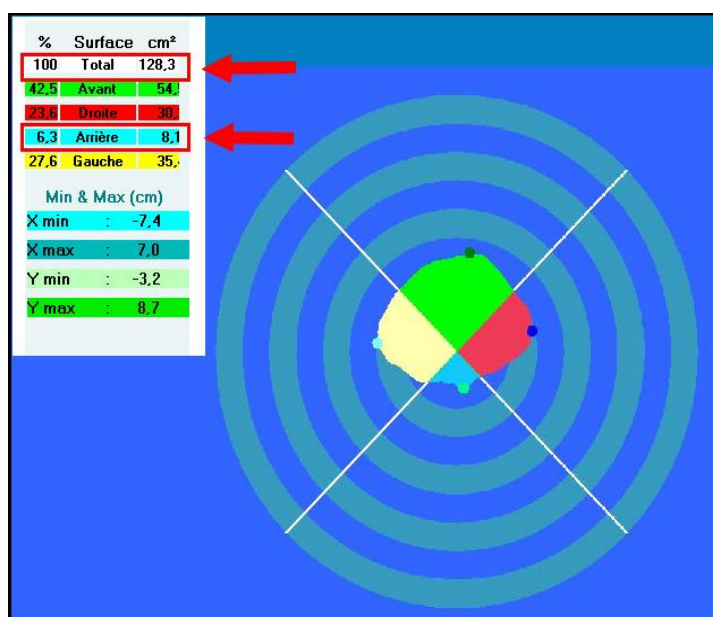 % Surface cm²
100 Total 128,3
42,5 Avant 54,
23,6 Droite 30,
6,3 Arrière 8,1
27,6 Gauche 35,
Min & Max (cm)
X min : -7,4
X max : 7,0
Y min : -3,2
Y max : 8,7